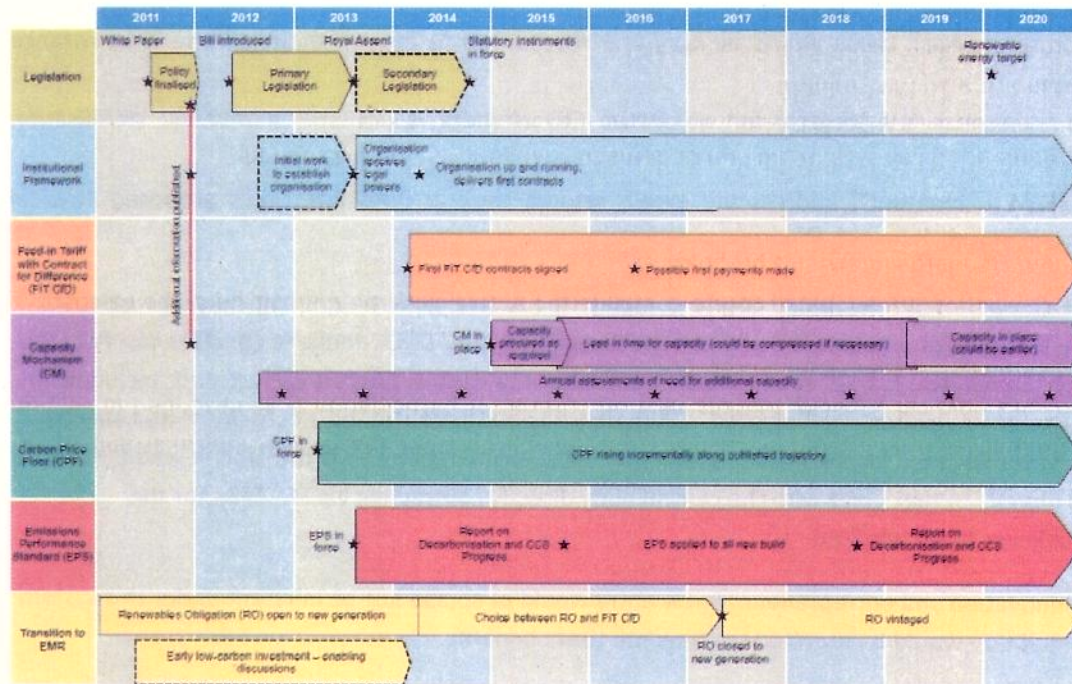 2011 2012 2013 2014 2015 2016 2017 2018 2019 2020
Legislation
White Paper
Bill introduced
Royal Assent
Statutory instruments
in force
Renewable
energy target
Policy
finalised
Primary
Legislation
Secondary
Legislation
Additional information published
Institutional
Framework
Initial work
to establish
organisation
Organisation
receives
legal
powers
Organisation up and running,
delivers first contracts
Feed-in Tariff
with Contract
for Difference
(FiT CfD)
First FiT CfD contracts signed
Possible first payments made
Capacity
Mechanism
(CM)
CM in
place
Capacity
procured as
required
Lead in time for capacity (could be compressed if necessary)
Capacity in place
(could be earlier)
Annual assessments of need for additional capacity
Carbon Price
Floor (CPF)
CPF in
force
CPF rising incrementally along published trajectory
Emissions
Performance
Standard (EPS)
EPS in
force
Report on
Decarbonisation and CCS
Progress
EPS applied to all new build
Report on
Decarbonisation and CCS
Progress
Transition to
EMR
Renewables Obligation (RO) open to new generation
Choice between RO and FiT CfD
RO vintaged
RO closed to
new generation
Early low-carbon investment – enabling
discussions